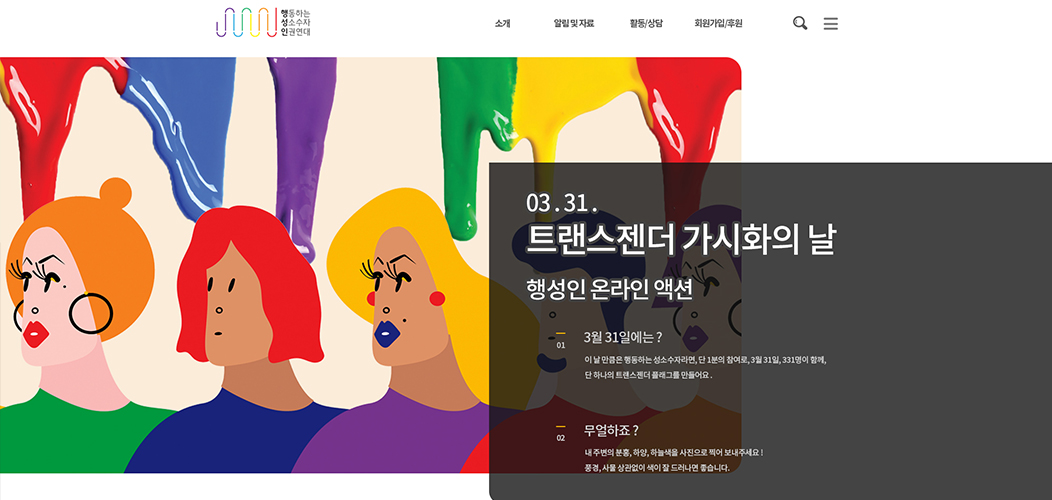 행동하는
성소수자
인권연대
소개
알림 및 자료
활동/상담
회원가입/후원
03.31.
트랜스젠더 가시화의 날
행성인 온라인 액션
01
3월 31일에는 ?
이 날 만큼은 행동하는 성소수자라면, 단 1분의 참여로, 3월 31일, 331명이 함께,
단 하나의 트랜스젠더 플래그를 만들어요 .
02
무얼하죠 ?
내 주변의 분홍, 하양, 하늘색을 사진으로 찍어 보내주세요 !
풍경, 사물 상관없이 색이 잘 드러나면 좋습니다.